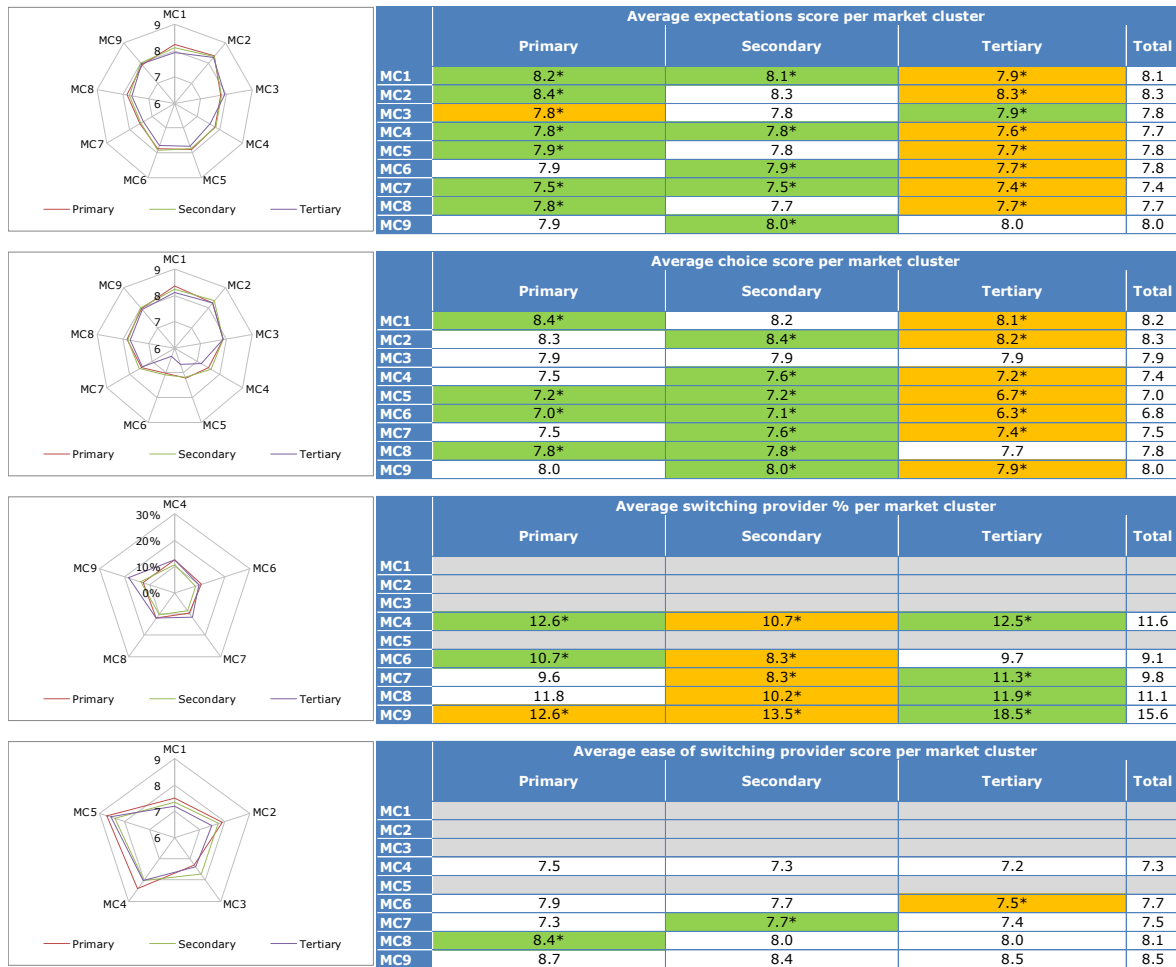 MC1
9
MC9
MC2
8
7
MC8
MC3
6
MC7
MC4
MC6
MC5
Primary Secondary Tertiary
Average expectations score per market cluster
Primary Secondary Tertiary Total
MC1 8.2* 8.1* 7.9* 8.1
MC2 8.4* 8.3 8.3* 8.3
MC3 7.8* 7.8 7.9* 7.8
MC4 7.8* 7.8* 7.6* 7.7
MC5 7.9* 7.8 7.7* 7.8
MC6 7.9 7.9* 7.7* 7.8
MC7 7.5* 7.5* 7.4* 7.4
MC8 7.8* 7.7 7.7* 7.7
MC9 7.9 8.0* 8.0 8.0
MC1
9
MC9
MC2
8
7
MC8
MC3
6
MC7
MC4
MC6
MC5
Primary Secondary Tertiary
Average choice score per market cluster
Primary Secondary Tertiary Total
MC1 8.4* 8.2 8.1* 8.2
MC2 8.3 8.4* 8.2* 8.3
MC3 7.9 7.9 7.9 7.9
MC4 7.5 7.6* 7.2* 7.4
MC5 7.2* 7.2* 6.7* 7.0
MC6 7.0* 7.1* 6.3* 6.8
MC7 7.5 7.6* 7.4* 7.5
MC8 7.8* 7.8* 7.7 7.8
MC9 8.0 8.0* 7.9* 8.0
MC4
30%
20%
MC9
MC6
10%
0%
MC8
MC7
Primary Secondary Tertiary
Average switching provider % per market cluster
Primary Secondary Tertiary Total
MC1
MC2
MC3
MC4 12.6* 10.7* 12.5* 11.6
MC5
MC6 10.7* 8.3* 9.7 9.1
MC7 9.6 8.3* 11.3* 9.8
MC8 11.8 10.2* 11.9* 11.1
MC9 12.6* 13.5* 18.5* 15.6
MC1
9
8
MC5
MC2
7
6
MC4
MC3
Primary Secondary Tertiary
Average ease of switching provider score per market cluster
Primary Secondary Tertiary Total
MC1
MC2
MC3
MC4 7.5 7.3 7.2 7.3
MC5
MC6 7.9 7.7 7.5* 7.7
MC7 7.3 7.7* 7.4 7.5
MC8 8.4* 8.0 8.0 8.1
MC9 8.7 8.4 8.5 8.5